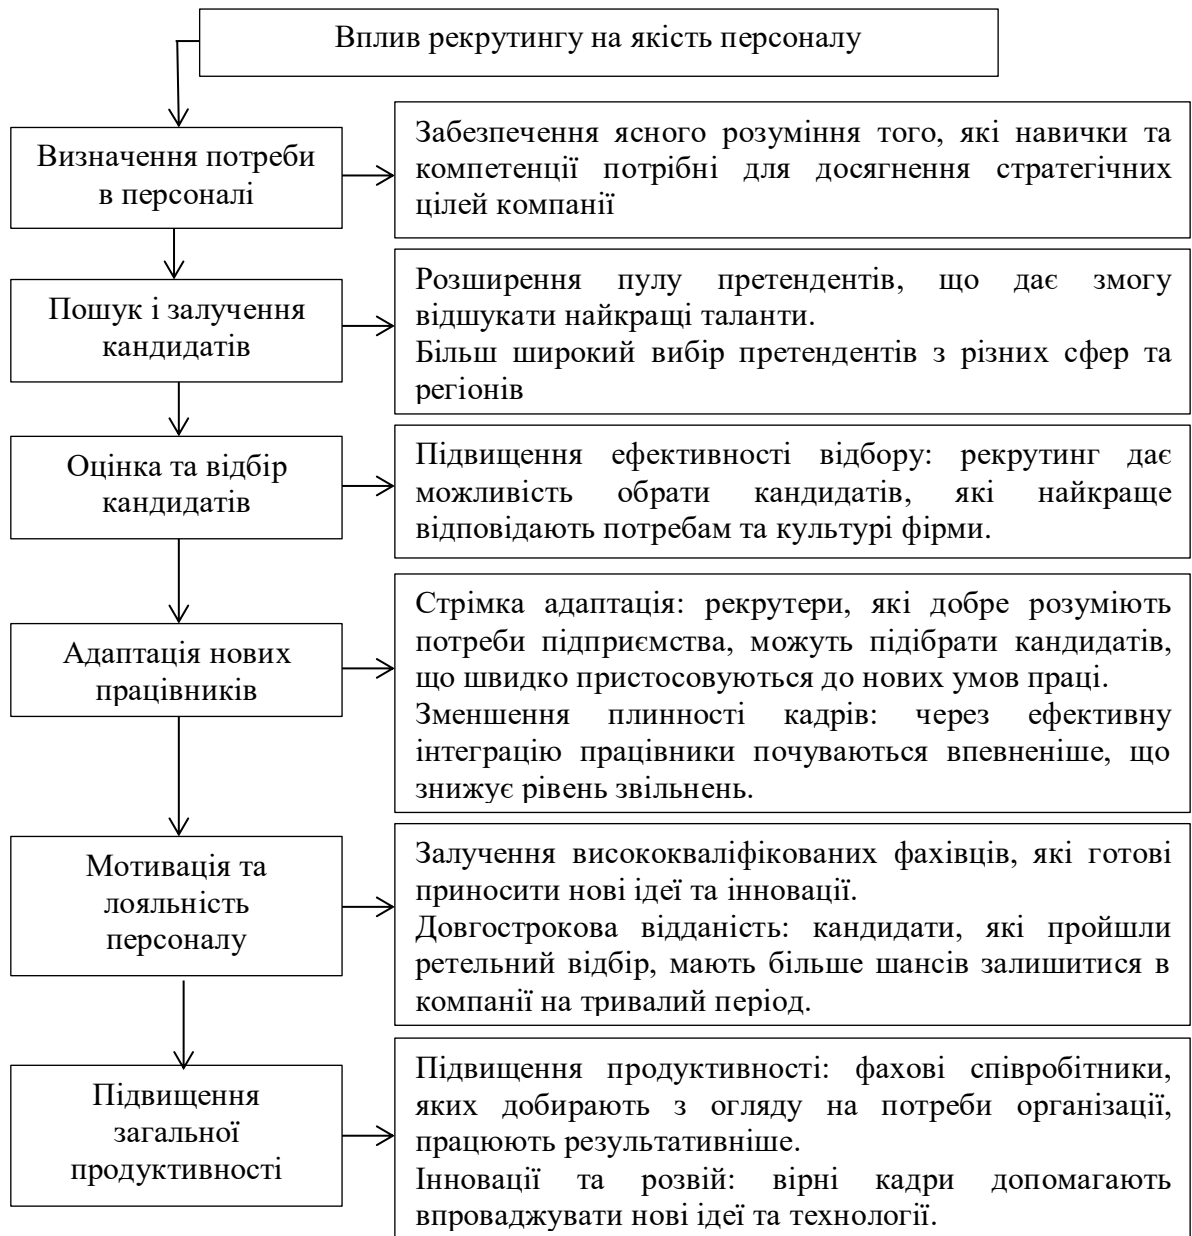 Вплив рекрутингу на якість персоналу
Визначення потреби
в персоналі
Забезпечення ясного розуміння того, які навички та
компетенції потрібні для досягнення стратегічних
цілей компанії
Пошук і залучення
кандидатів
Розширення пулу претендентів, що дає змогу
відшукати найкращі таланти.
Більш широкий вибір претендентів з різних сфер та
регіонів
Оцінка та відбір
кандидатів
Підвищення ефективності відбору: рекрутинг дає
можливість обрати кандидатів, які найкраще
відповідають потребам та культурі фірми.
Адаптація нових
працівників
Стрімка адаптація: рекрутери, які добре розуміють
потреби підприємства, можуть підібрати кандидатів,
що швидко пристосовуються до нових умов праці.
Зменшення плинності кадрів: через ефективну
інтеграцію працівники почуваються впевненіше, що
знижує рівень звільнень.
Мотивація та
лояльність
персоналу
Залучення висококваліфікованих фахівців, які готові
приносити нові ідеї та інновації.
Довгострокова відданість: кандидати, які пройшли
ретельний відбір, мають більше шансів залишитися в
компанії на тривалий період.
Підвищення
загальної
продуктивності
Підвищення продуктивності: фахові співробітники,
яких добирають з огляду на потреби організації,
працюють результативніше.
Інновації та розвій: вірні кадри допомагають
впроваджувати нові ідеї та технології.